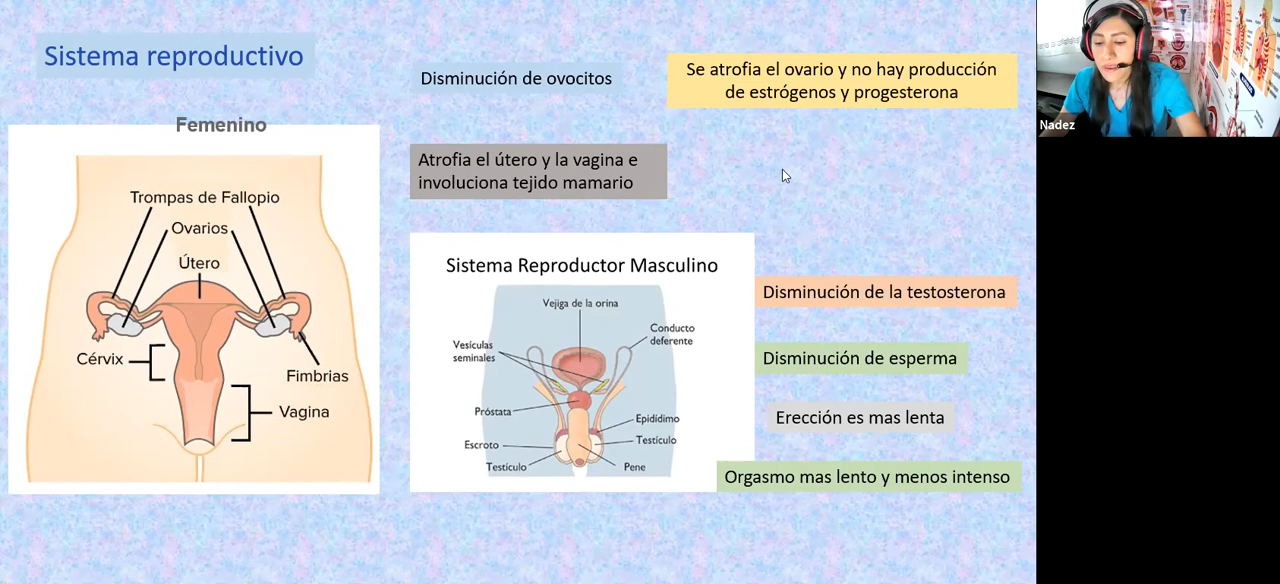 Sistema reproductivo
Femenino
Trompas de Fallopio
Ovarios
Útero
Cérvix
Fimbrias
Vagina
Disminución de ovocitos
Se atrofia el ovario y no hay producción
de estrógenos y progesterona
Atrofia el útero y la vagina e
involuciona tejido mamario
Sistema Reproductor Masculino
Vejiga de la orina
Conducto
deferente
Vesículas
seminales
Próstata
Epidídimo
Escroto
Testículo
Testículo
Pene
Disminución de la testosterona
Disminución de esperma
Erección es mas lenta
Orgasmo mas lento y menos intenso
Nadez